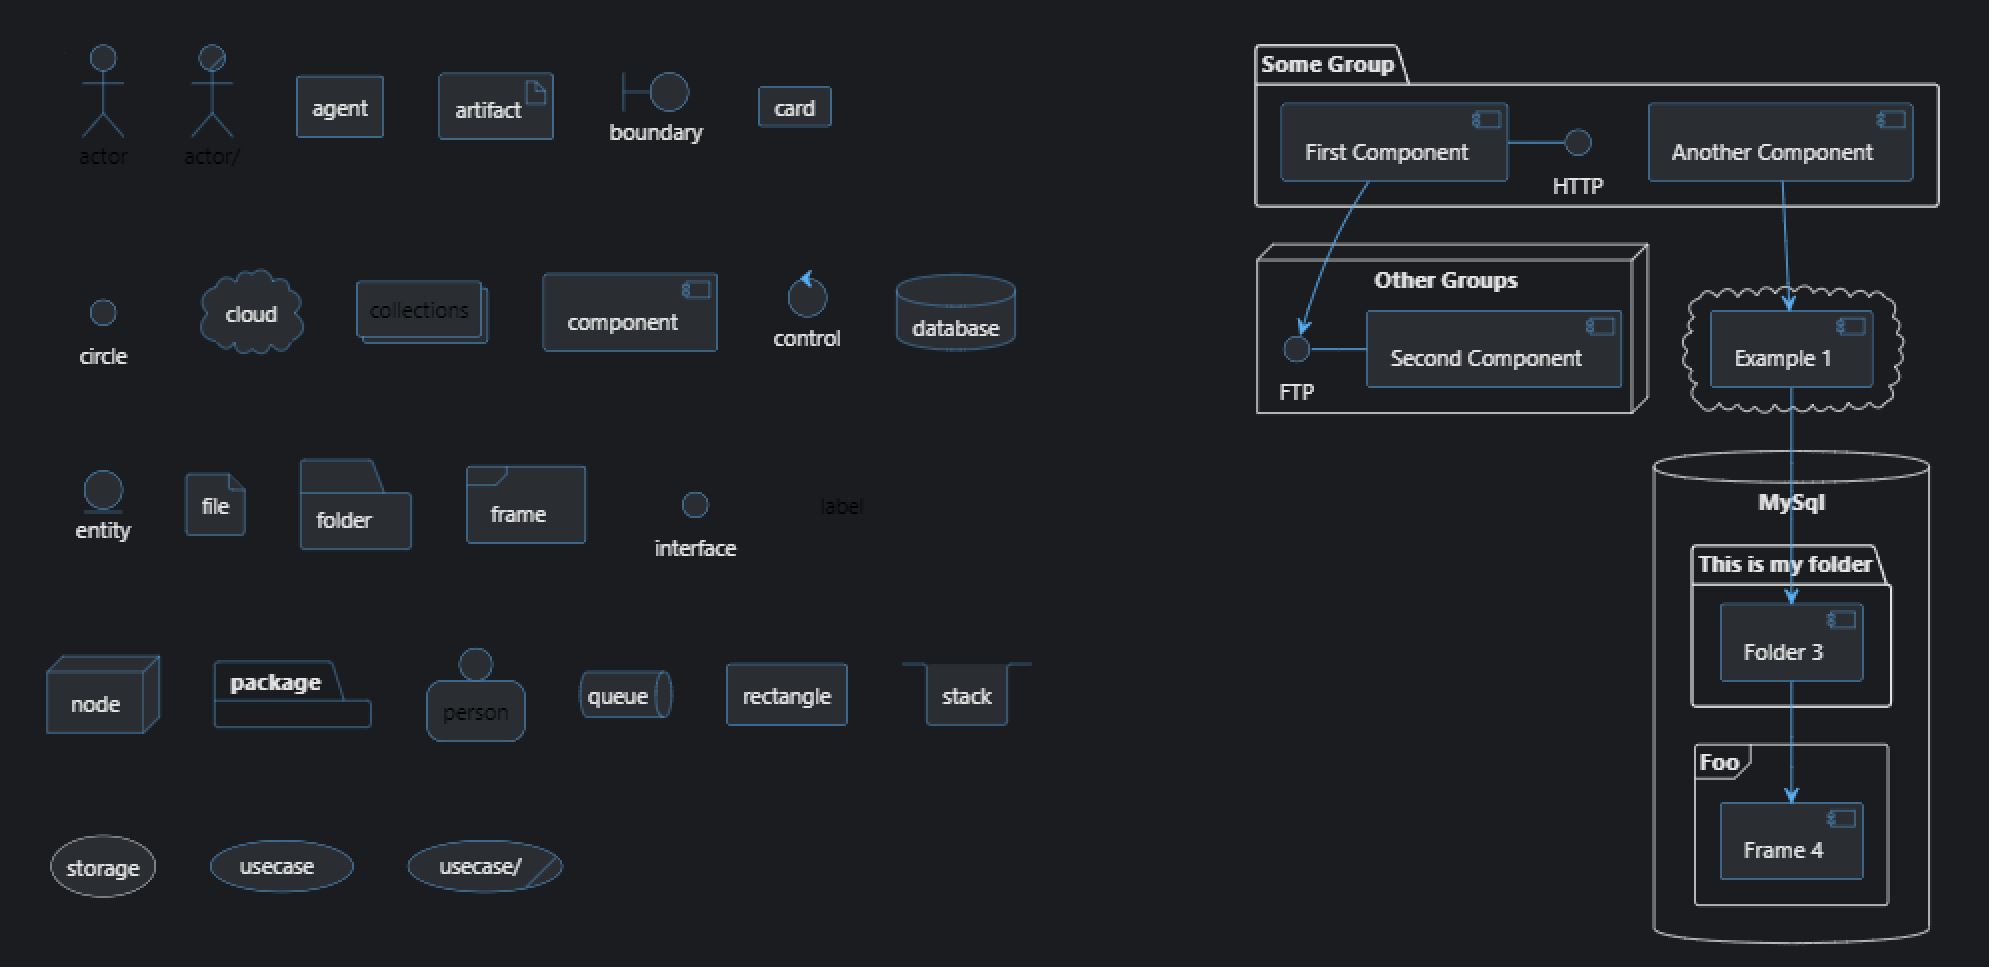 actor
actor/
agent
artifact
boundary
card
circle
cloud
collections
component
control
database
entity
file
folder
frame
interface
label
node
package
person
queue
rectangle
stack
storage
usecase
usecase/
Some Group
First Component
HTTP
Another Component
Other Groups
FTP
Second Component
Example 1
MySql
This is my folder
Folder 3
Foo
Frame 4